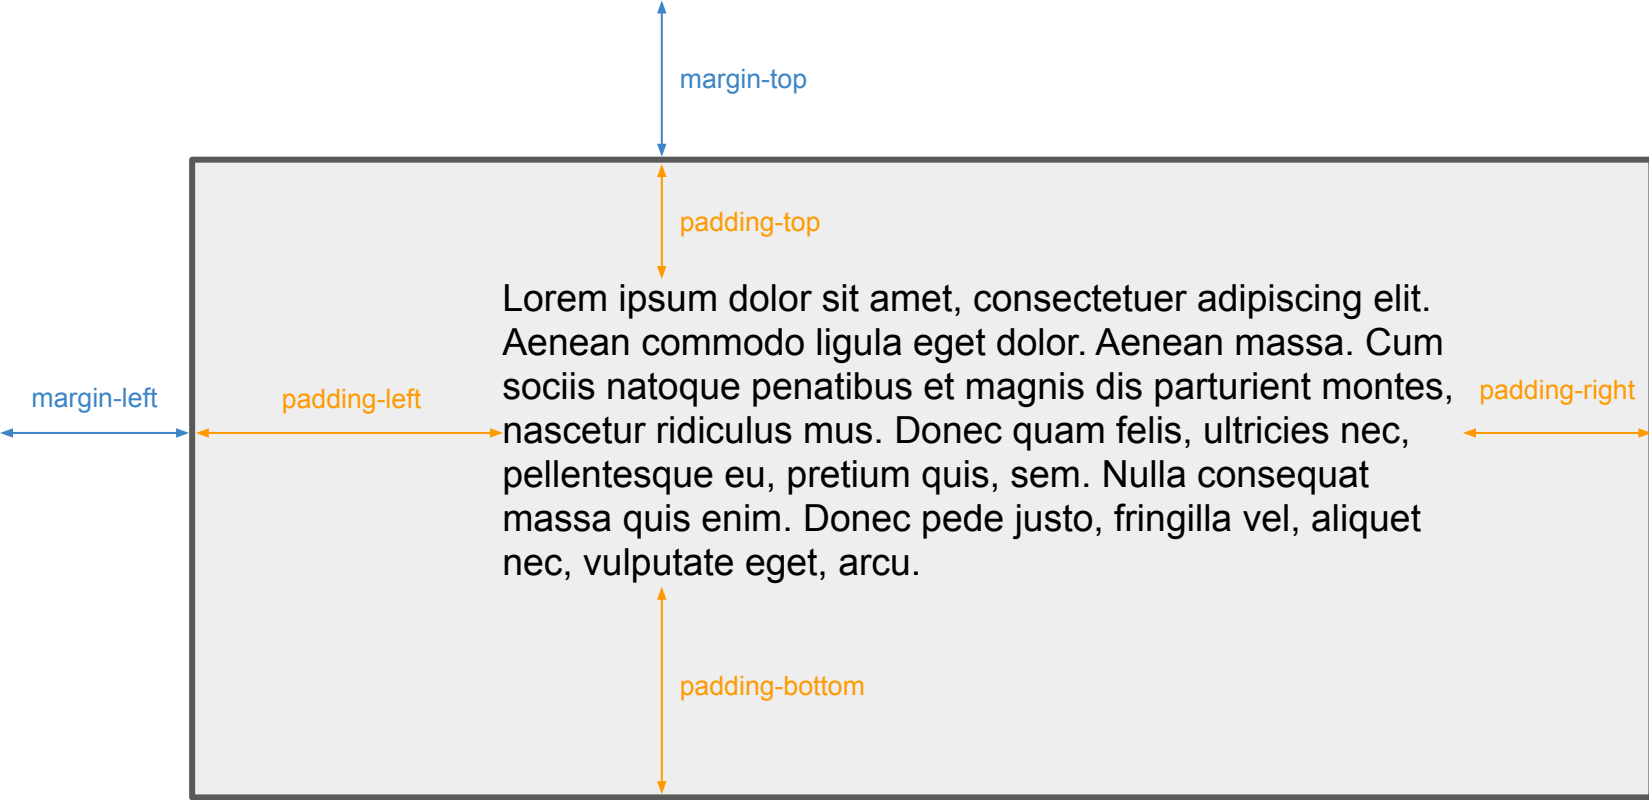 margin-top
padding-top
Lorem ipsum dolor sit amet, consectetuer adipiscing elit.
Aenean commodo ligula eget dolor. Aenean massa. Cum
sociis natoque penatibus et magnis dis parturient montes,
margin-left
padding-left
padding-right
nascetur ridiculus mus. Donec quam felis, ultricies nec,
pellentesque eu, pretium quis, sem. Nulla consequat
massa quis enim. Donec pede justo, fringilla vel, aliquet
nec, vulputate eget, arcu.
padding-bottom